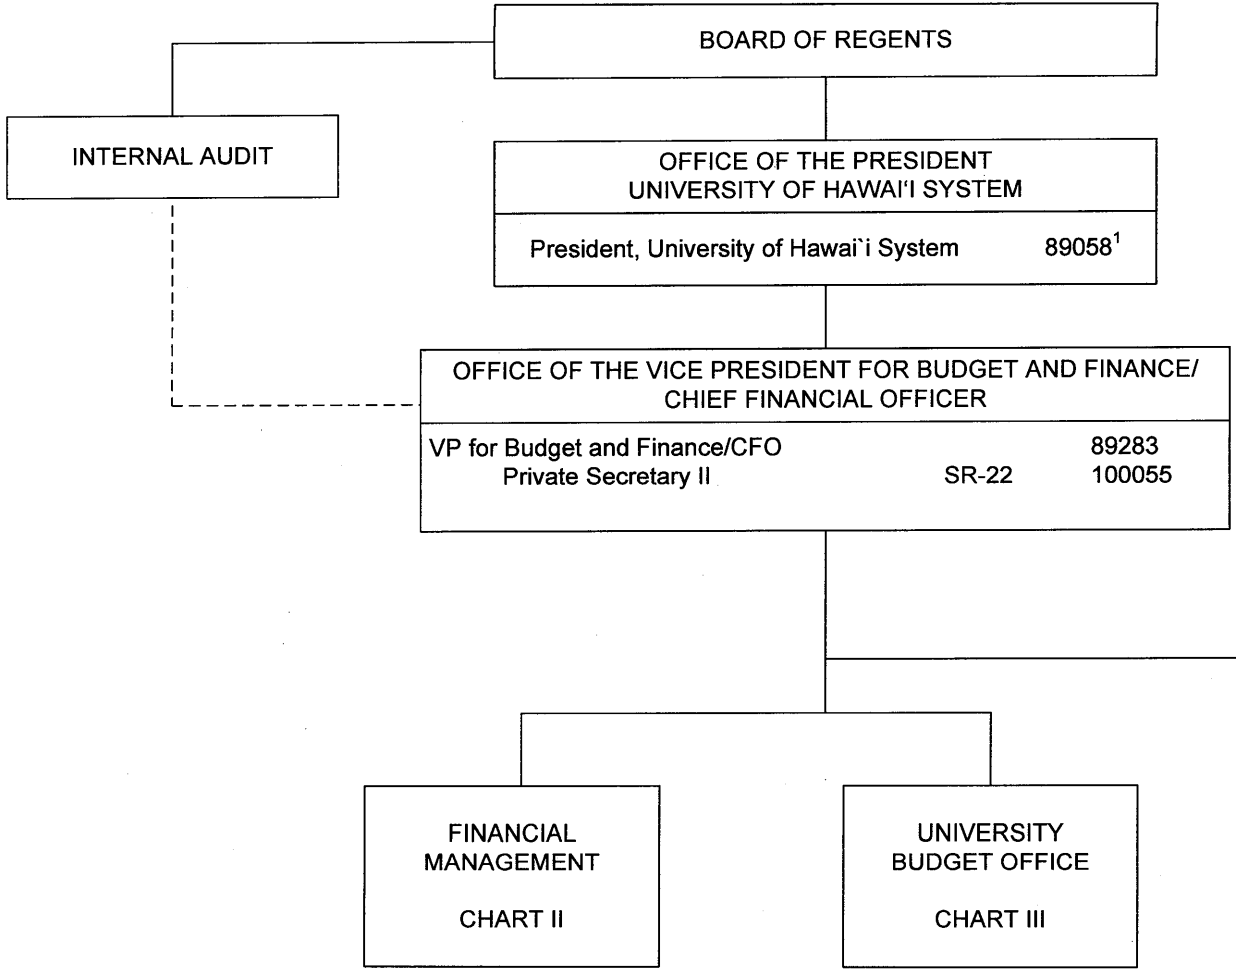 BOARD OF REGENTS
INTERNAL AUDIT
OFFICE OF THE PRESIDENT
UNIVERSITY OF HAWAI‘I SYSTEM
President, University of Hawai`i System 89058¹
OFFICE OF THE VICE PRESIDENT FOR BUDGET AND FINANCE/
CHIEF FINANCIAL OFFICER
VP for Budget and Finance/CFO 89283
Private Secretary II SR-22 100055
FINANCIAL
MANAGEMENT
CHART II
UNIVERSITY
BUDGET OFFICE
CHART III